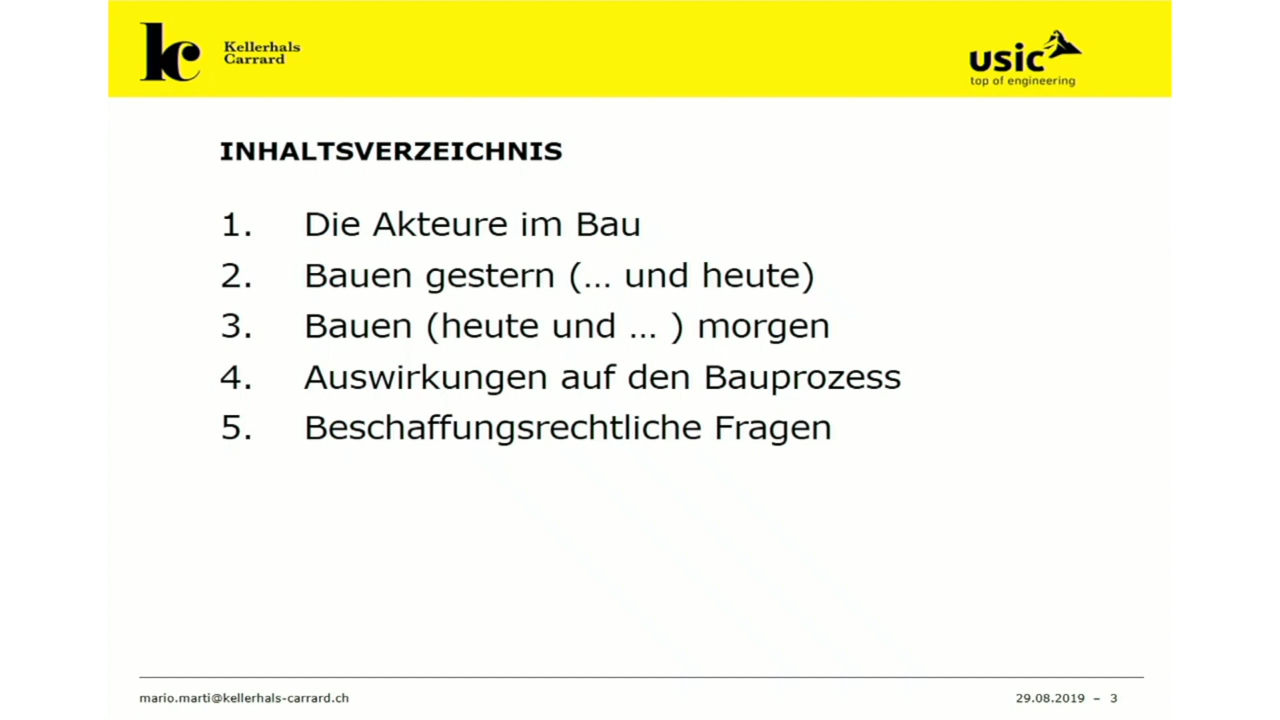 kc Kellerhals
Carrard
usic
top of engineering
INHALTSVERZEICHNIS
1. Die Akteure im Bau
2. Bauen gestern (… und heute)
3. Bauen (heute und … ) morgen
4. Auswirkungen auf den Bauprozess
5. Beschaffungsrechtliche Fragen
mario.marti@kellerhals-carrard.ch 29.08.2019 – 3